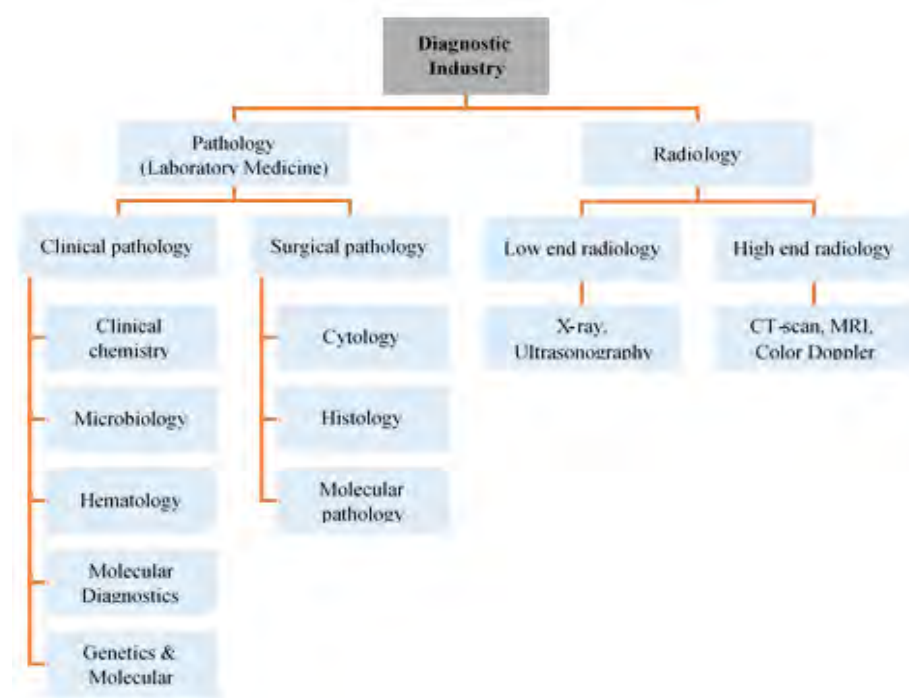 Diagnostic
Industry
Pathology
(Laboratory Medicine)
Radiology
Clinical pathology
Surgical pathology
Low end radiology
High end radiology
Clinical
chemistry
Cytology
X-ray,
Ultrasonography
CT-scan, MRI,
Color Doppler
Microbiology
Histology
Hematology
Molecular
pathology
Molecular
Diagnostics
Genetics &
Molecular